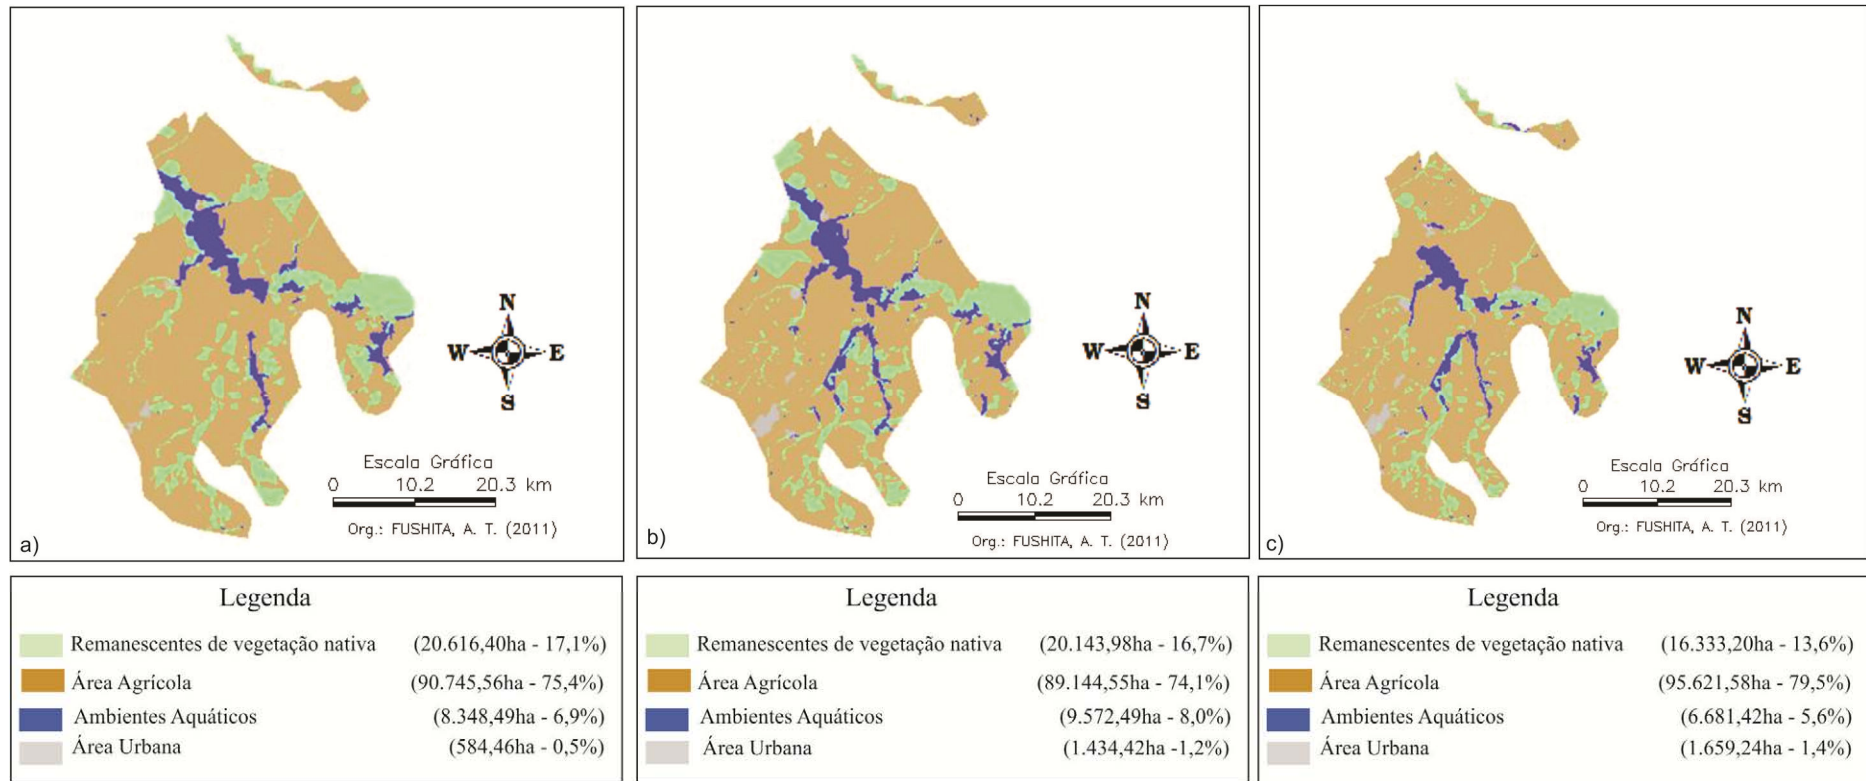 N
W E
S
Escala Gráfica
0 10.2 20.3 km
Org.: FUSHITA, A. T. (2011)
a)
N
W E
S
Escala Gráfica
0 10.2 20.3 km
Org.: FUSHITA, A. T. (2011)
b)
N
W E
S
Escala Gráfica
0 10.2 20.3 km
Org.: FUSHITA, A. T. (2011)
c)
Legenda
Remanescentes de vegetação nativa (20.616,40ha - 17,1%)
Área Agrícola (90.745,56ha - 75,4%)
Ambientes Aquáticos (8.348,49ha - 6,9%)
Área Urbana (584,46ha - 0,5%)
Legenda
Remanescentes de vegetação nativa (20.143,98ha - 16,7%)
Área Agrícola (89.144,55ha - 74,1%)
Ambientes Aquáticos (9.572,49ha - 8,0%)
Área Urbana (1.434,42ha -1,2%)
Legenda
Remanescentes de vegetação nativa (16.333,20ha - 13,6%)
Área Agrícola (95.621,58ha - 79,5%)
Ambientes Aquáticos (6.681,42ha - 5,6%)
Área Urbana (1.659,24ha - 1,4%)